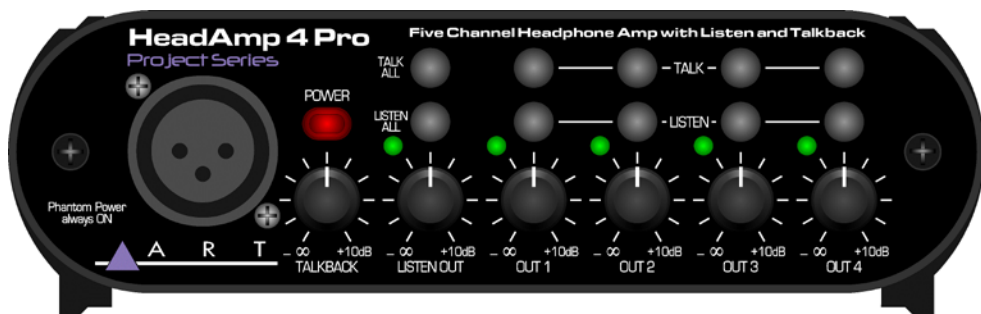 HeadAmp 4 Pro
Five Channel Headphone Amp with Listen and Talkback
Project Series
TALK ALL
TALK
POWER
LISTEN ALL
LISTEN
Phantom Power
always ON
ART
- ∞ +10dB
TALKBACK
- ∞ +10dB
LISTEN OUT
- ∞ +10dB
OUT 1
- ∞ +10dB
OUT 2
- ∞ +10dB
OUT 3
- ∞ +10dB
OUT 4